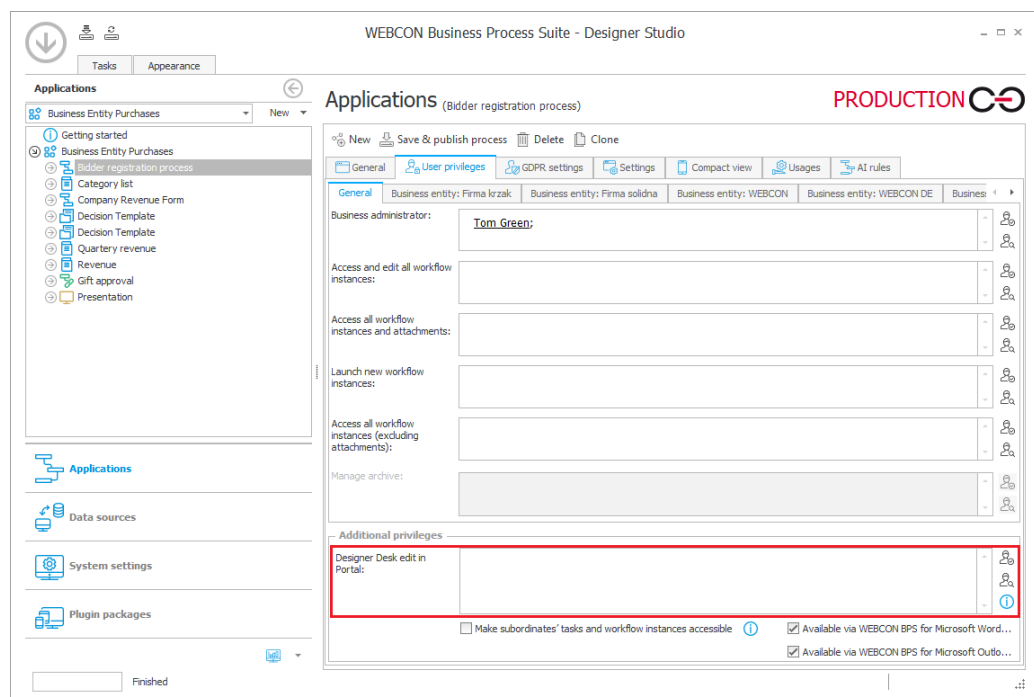 WEBCON Business Process Suite - Designer Studio
Tasks Appearance
Applications
Business Entity Purchases New
Getting started
Business Entity Purchases
Bidder registration process
Category list
Company Revenue Form
Decision Template
Decision Template
Quartery revenue
Revenue
Gift approval
Presentation
Applications
Data sources
System settings
Plugin packages
Finished
Applications (Bidder registration process) PRODUCTION
New Save & publish process Delete Clone
General User privileges GDPR settings Settings Compact view Usages AI rules
General Business entity: Firma krzak Business entity: Firma solidna Business entity: WEBCON Business entity: WEBCON DE Business
Business administrator: Tom Green;
Access and edit all workflow
instances:
Access all workflow
instances and attachments:
Launch new workflow
instances:
Access all workflow
instances (excluding
attachments):
Manage archive:
Additional privileges
Designer Desk edit in
Portal:
Make subordinates' tasks and workflow instances accessible Available via WEBCON BPS for Microsoft Word...
Available via WEBCON BPS for Microsoft Outlo...